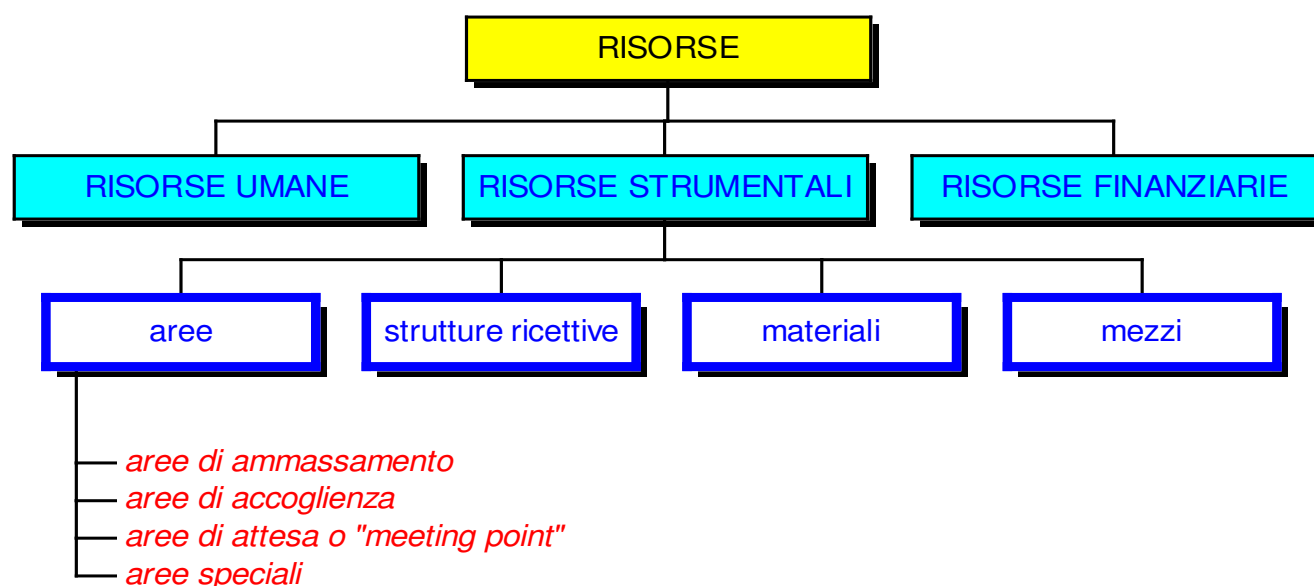 RISORSE
RISORSE UMANE
RISORSE STRUMENTALI
RISORSE FINANZIARIE
aree
strutture ricettive
materiali
mezzi
aree di ammassamento
aree di accoglienza
aree di attesa o "meeting point"
aree speciali